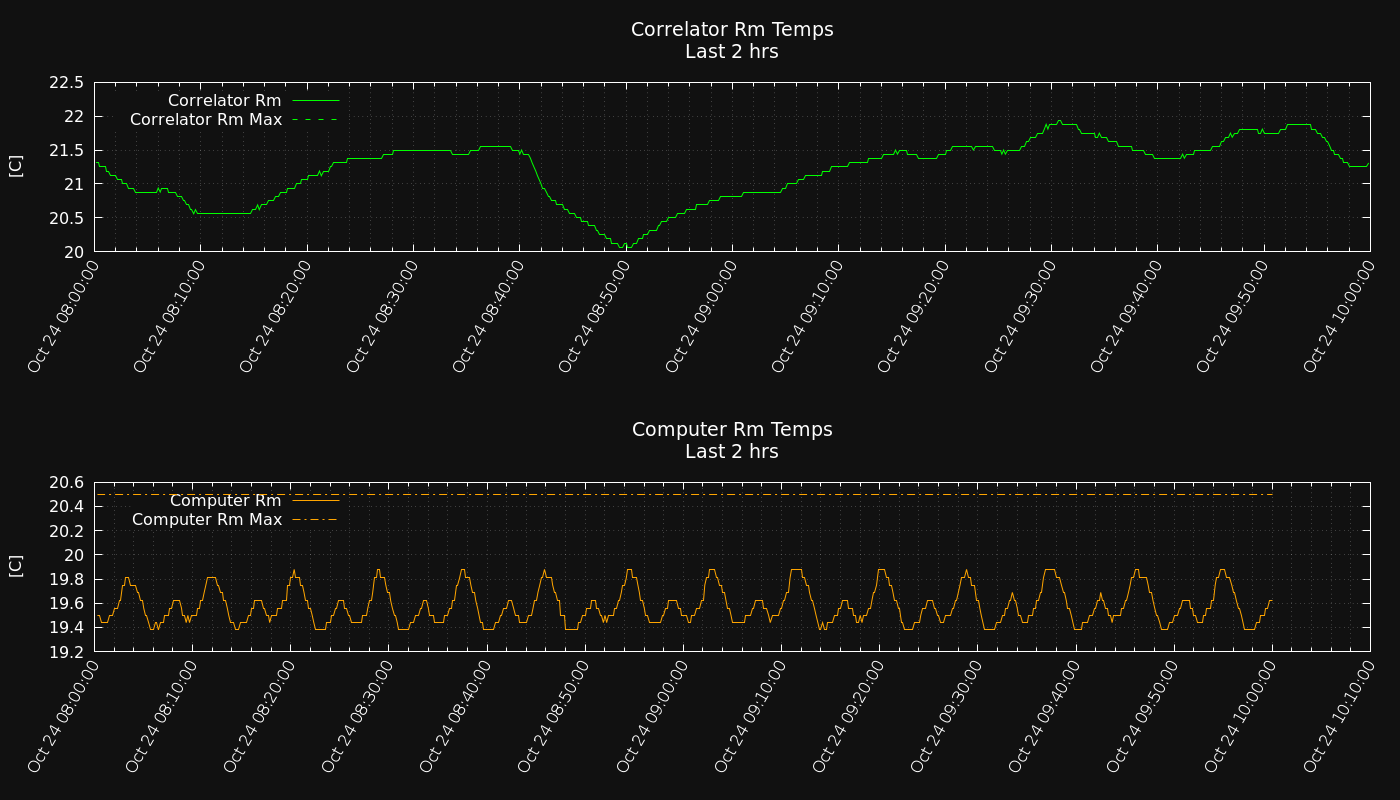 Correlator Rm Temps
Last 2 hrs
22.5
22
21.5
21
20.5
20
[C]
Correlator Rm
Correlator Rm Max
Oct 24 08:00:00
Oct 24 08:10:00
Oct 24 08:20:00
Oct 24 08:30:00
Oct 24 08:40:00
Oct 24 08:50:00
Oct 24 09:00:00
Oct 24 09:10:00
Oct 24 09:20:00
Oct 24 09:30:00
Oct 24 09:40:00
Oct 24 09:50:00
Oct 24 10:00:00
Computer Rm Temps
Last 2 hrs
20.6
20.4
20.2
20
19.8
19.6
19.4
19.2
[C]
Computer Rm
Computer Rm Max
Oct 24 08:00:00
Oct 24 08:10:00
Oct 24 08:20:00
Oct 24 08:30:00
Oct 24 08:40:00
Oct 24 08:50:00
Oct 24 09:00:00
Oct 24 09:10:00
Oct 24 09:20:00
Oct 24 09:30:00
Oct 24 09:40:00
Oct 24 09:50:00
Oct 24 10:00:00
Oct 24 10:10:00